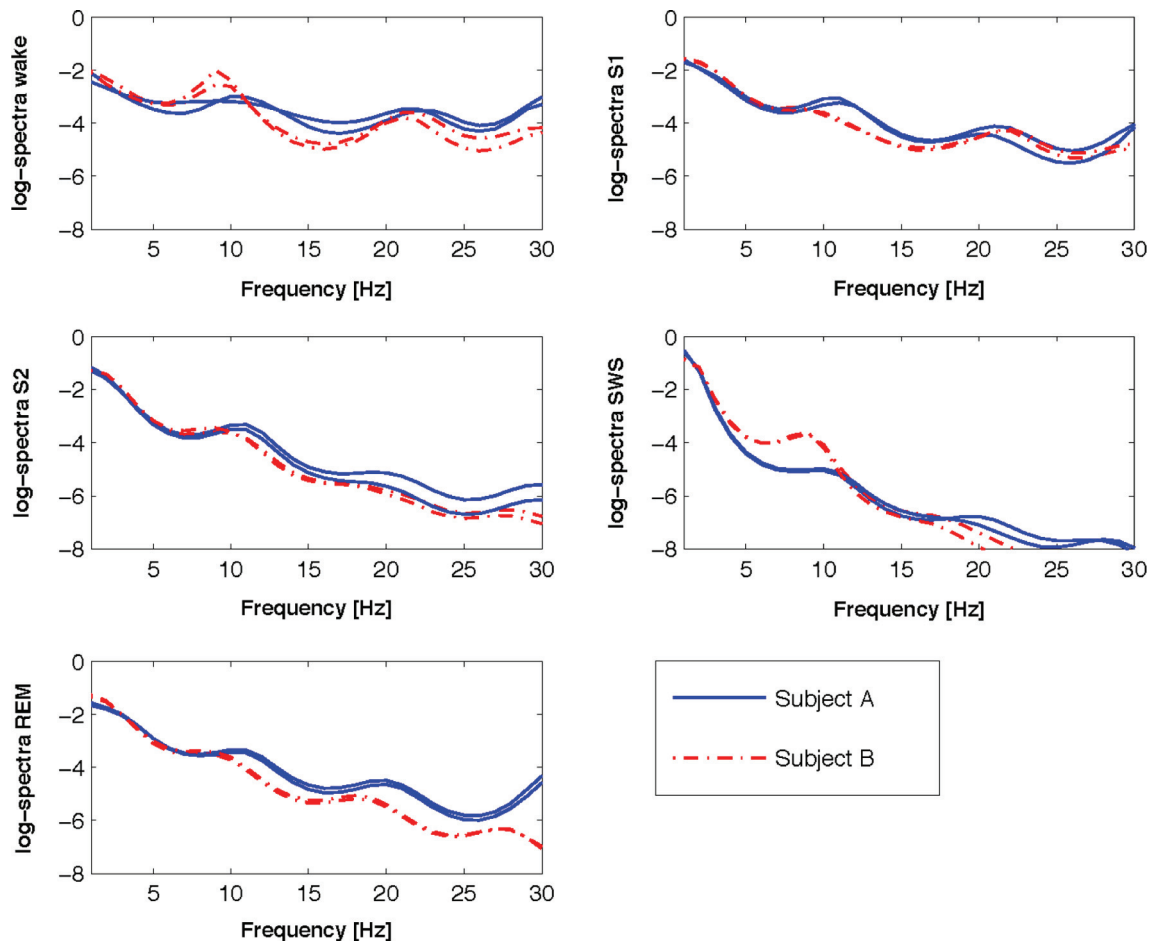 log-spectra wake
0
-2
-4
-6
-8
5 10 15 20 25 30
Frequency [Hz]
log-spectra S1
0
-2
-4
-6
-8
5 10 15 20 25 30
Frequency [Hz]
log-spectra S2
0
-2
-4
-6
-8
5 10 15 20 25 30
Frequency [Hz]
log-spectra SWS
0
-2
-4
-6
-8
5 10 15 20 25 30
Frequency [Hz]
log-spectra REM
0
-2
-4
-6
-8
5 10 15 20 25 30
Frequency [Hz]
Subject A
Subject B